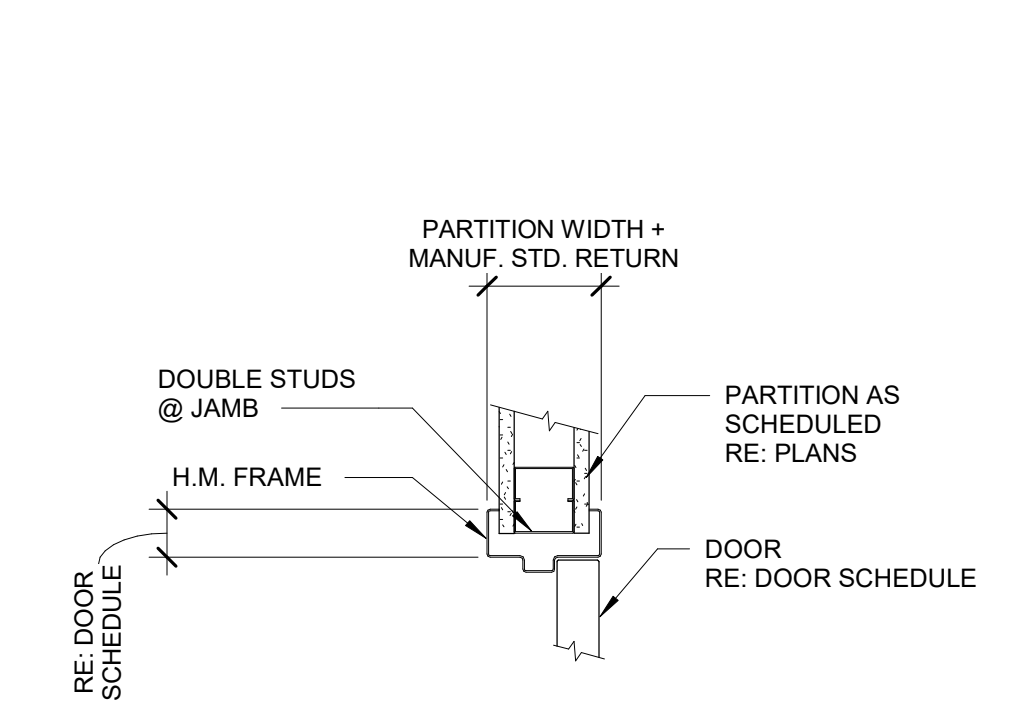 PARTITION WIDTH +
MANUF. STD. RETURN
DOUBLE STUDS
@ JAMB
PARTITION AS
SCHEDULED
RE: PLANS
H.M. FRAME
DOOR
RE: DOOR SCHEDULE
RE: DOOR
SCHEDULE